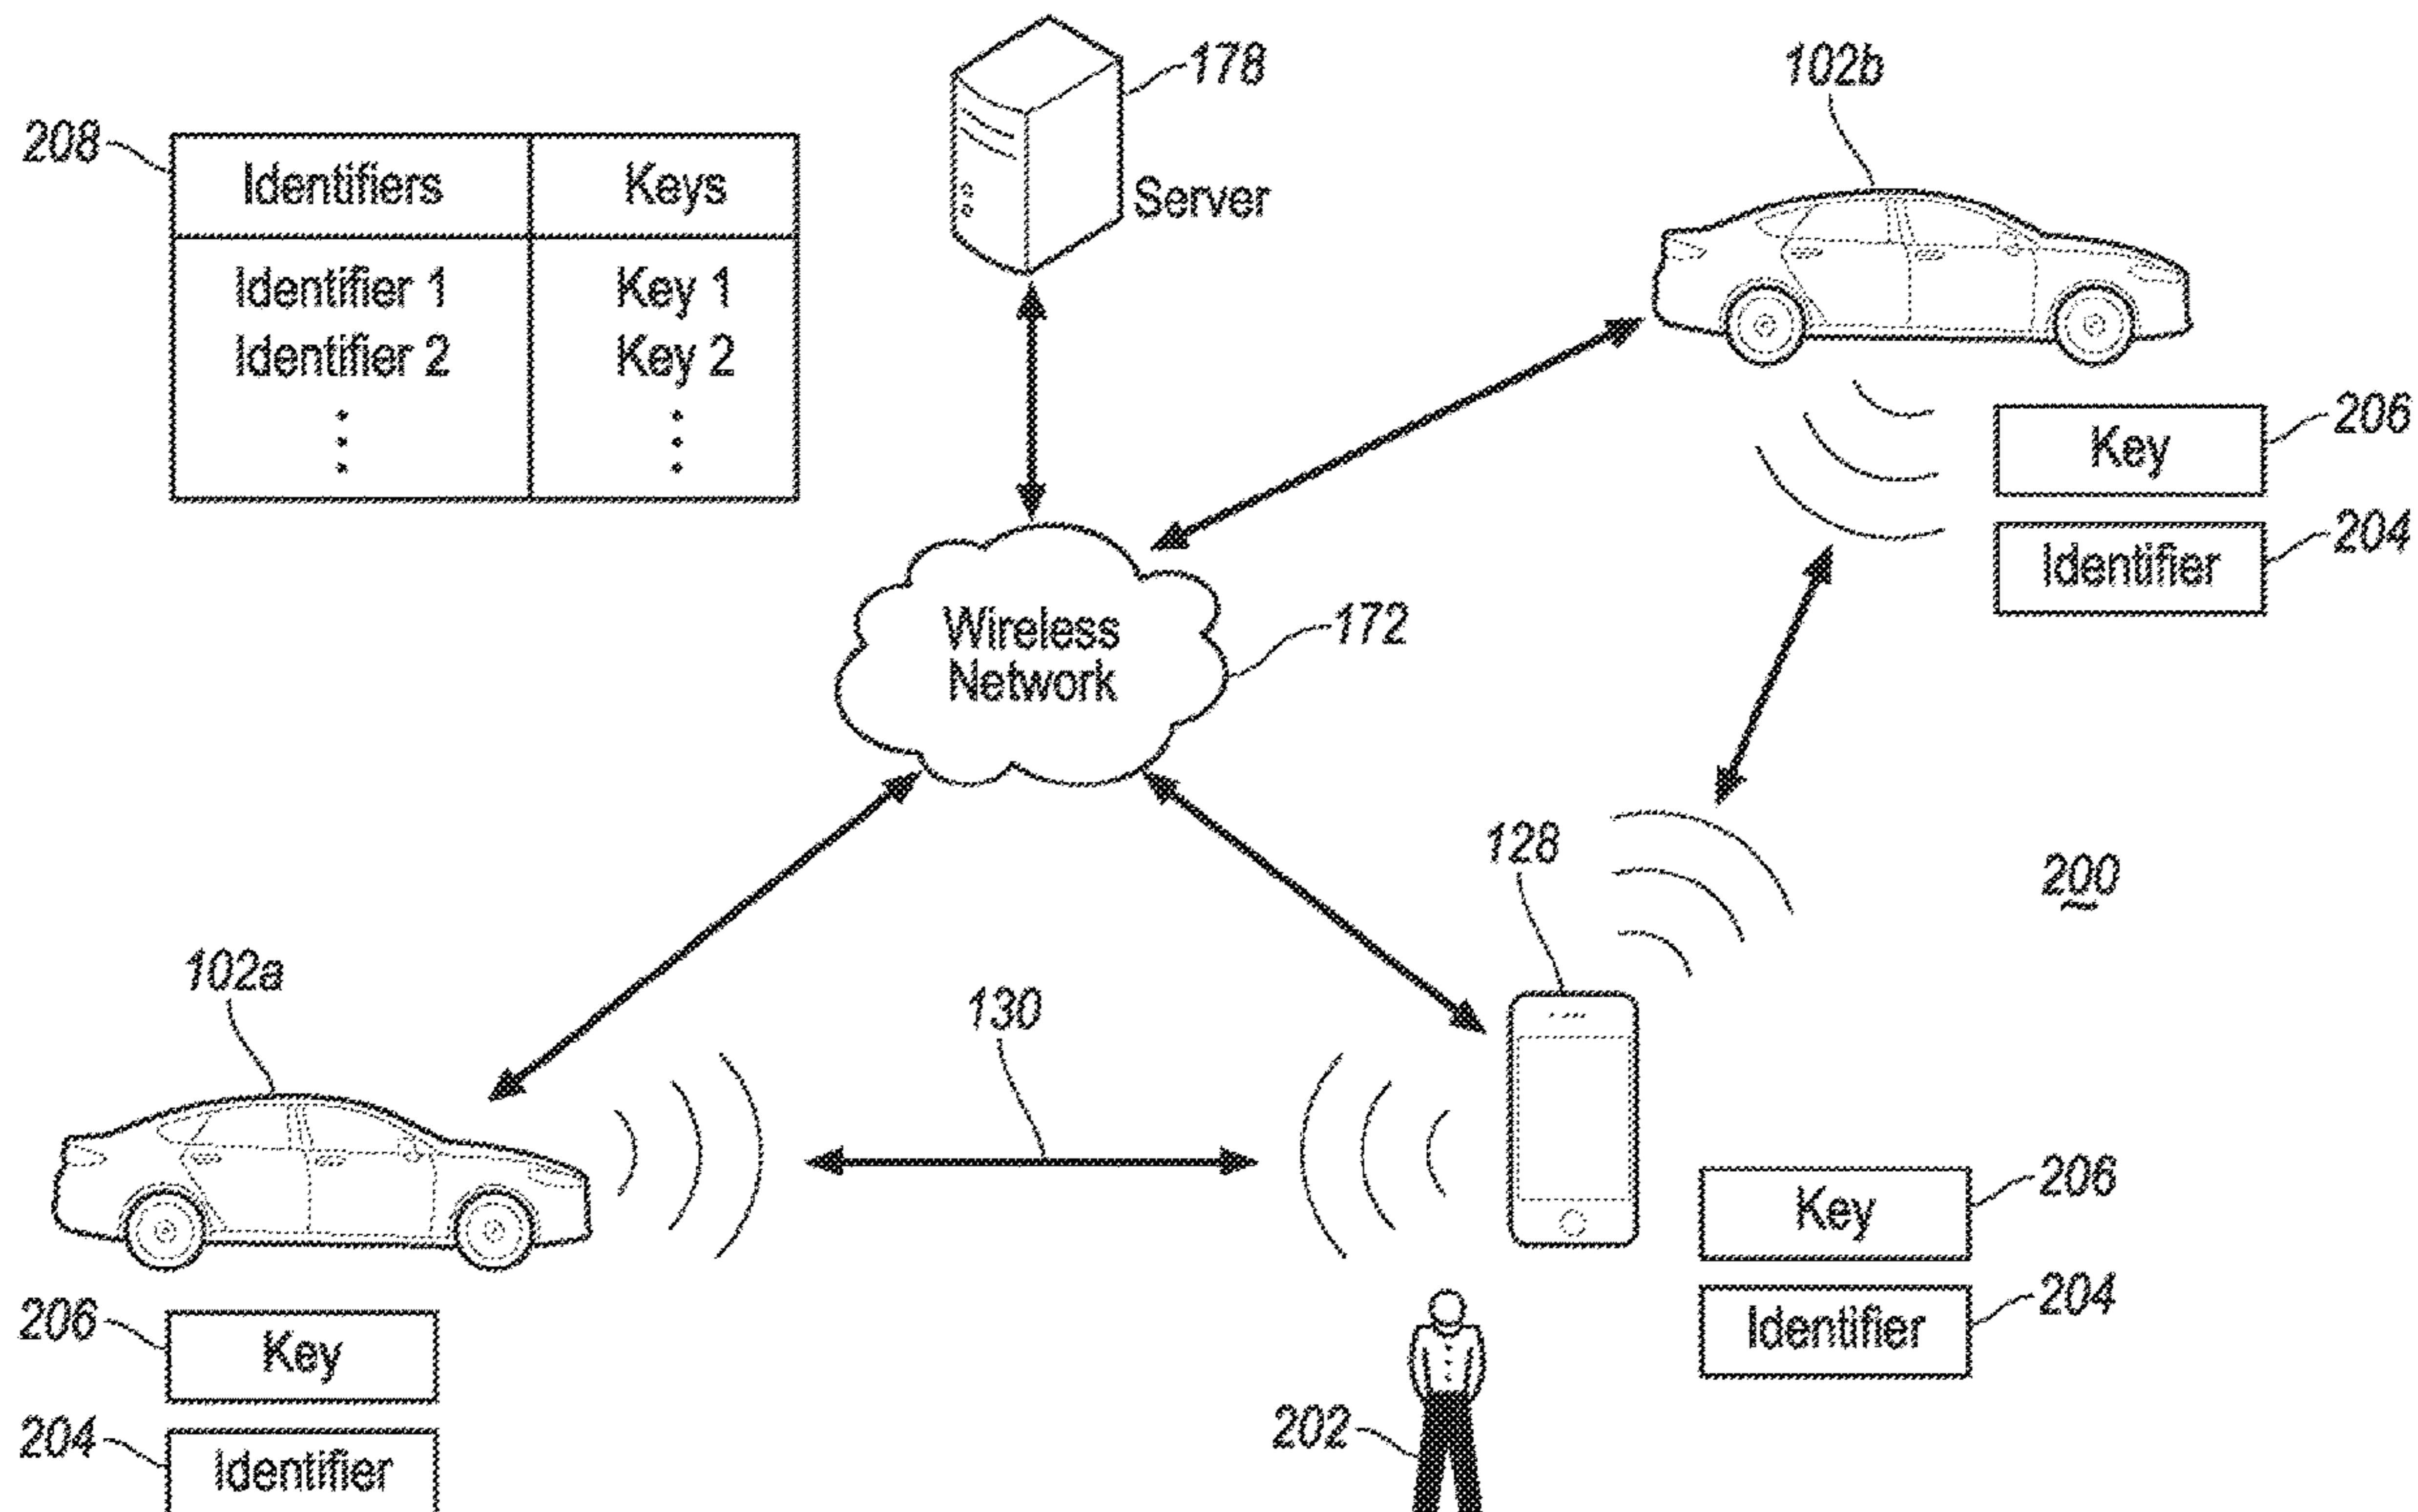 178
102b
208
Identifiers Keys
Server
Identifier 1 Key 1
Identifier 2 Key 2
206
Key
204
Identifier
Wireless
Network
172
128
200
102a
130
206
Key
204
Identifier
206
Key
204
Identifier
202